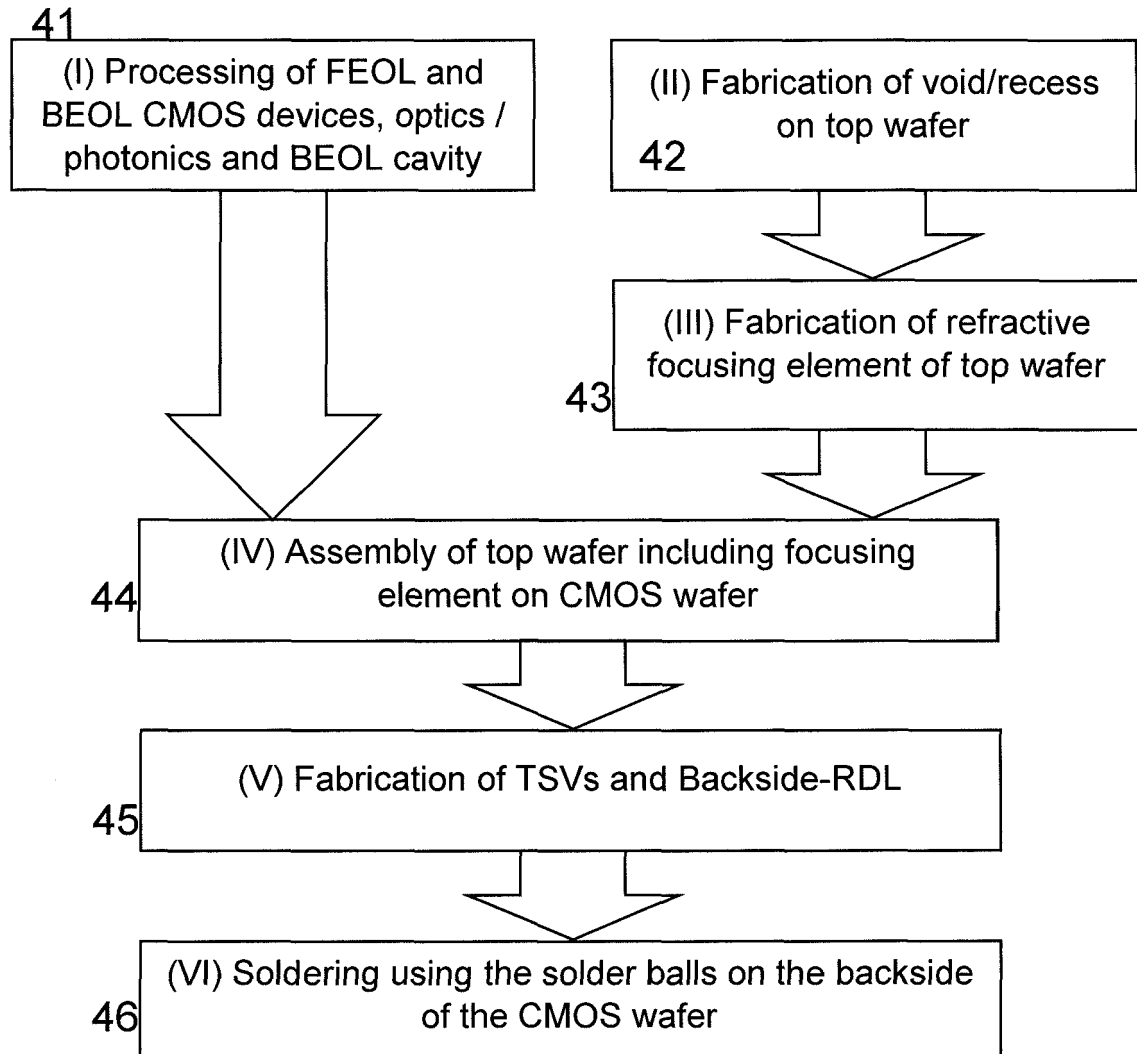 41
(I) Processing of FEOL and
BEOL CMOS devices, optics /
photonics and BEOL cavity
(II) Fabrication of void/recess
on top wafer
42
(III) Fabrication of refractive
focusing element of top wafer
43
(IV) Assembly of top wafer including focusing
element on CMOS wafer
44
(V) Fabrication of TSVs and Backside-RDL
45
(VI) Soldering using the solder balls on the backside
of the CMOS wafer
46